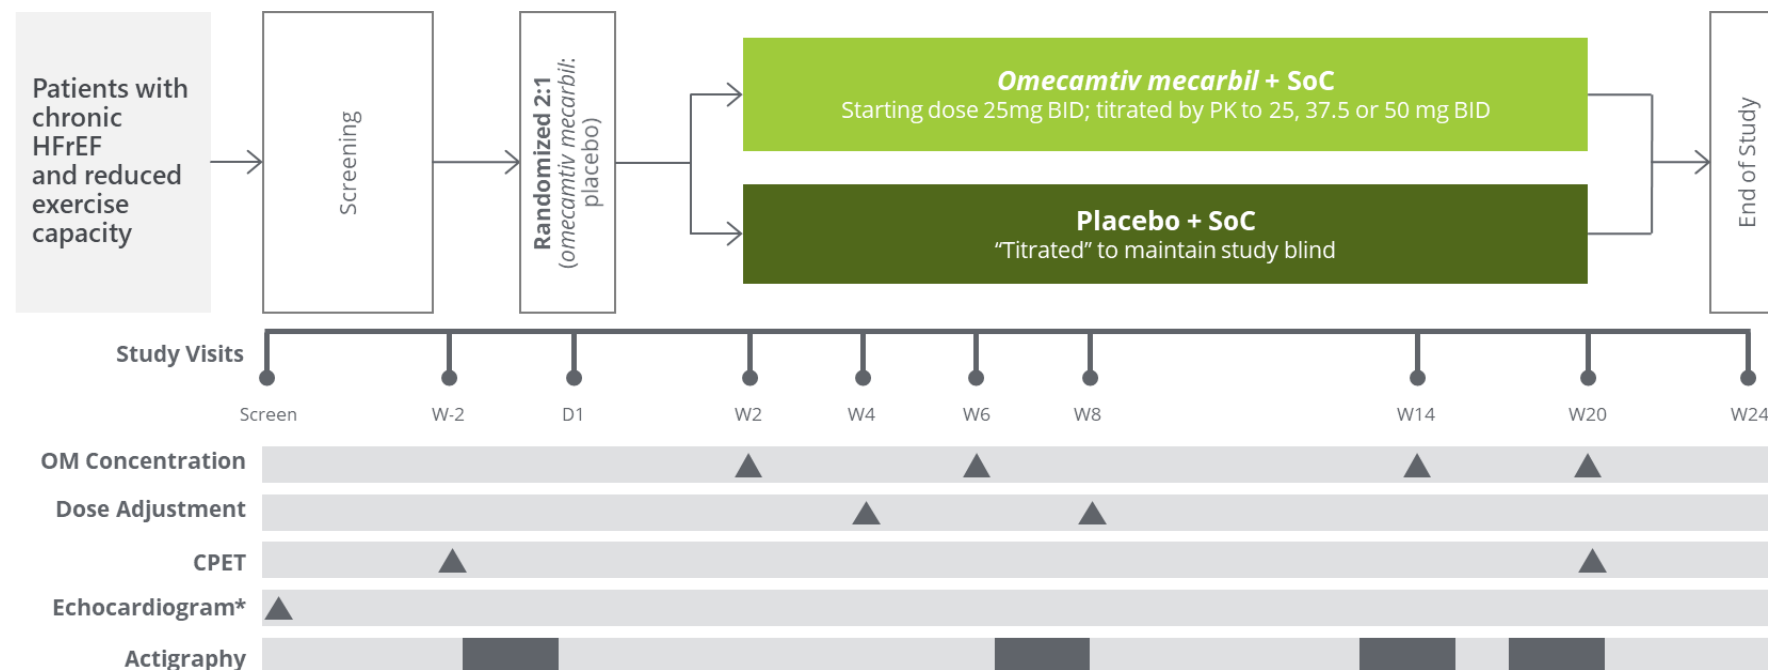 Patients with
chronic
HFrEF
and reduced
exercise
capacity
Screening
Randomized 2:1
(omecamtiv mecarbil:
placebo)
Omecamtiv mecarbil + SoC
Starting dose 25mg BID; titrated by PK to 25, 37.5 or 50 mg BID
Placebo + SoC
“Titrated” to maintain study blind
End of Study
Study Visits
Screen
W-2
D1
W2
W4
W6
W8
W14
W20
W24
OM Concentration
Dose Adjustment
CPET
Echocardiogram*
Actigraphy